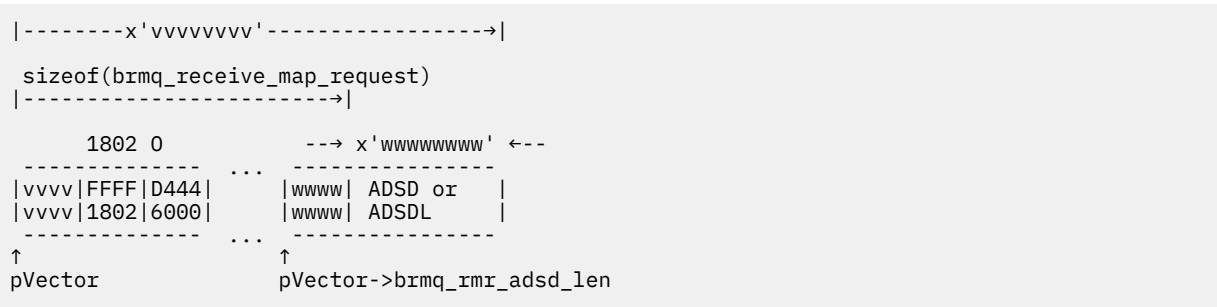 |--------x'vvvvvvvv'-----------------→|
sizeof(brmq_receive_map_request)
|------------------------→|
1802 O --→ x'wwwwwwww' ←--
-------------- ... ----------------
|vvvv|FFFF|D444| |wwww| ADSD or |
|vvvv|1802|6000| |wwww| ADSDL |
-------------- ... ----------------
↑ ↑
pVector pVector->brmq_rmr_adsd_len